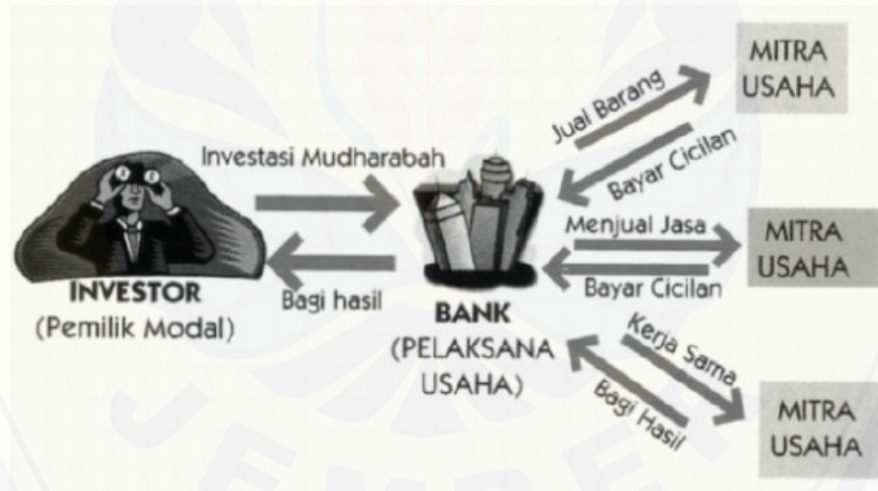 Investasi Mudharabah
Bagi hasil
INVESTOR
(Pemilik Modal)
BANK
(PELAKSANA
USAHA)
Jual Barang
Bayar Cicilan
MITRA
USAHA
Menjual Jasa
Bayar Cicilan
MITRA
USAHA
Kerja Sama
Bagi Hasil
MITRA
USAHA